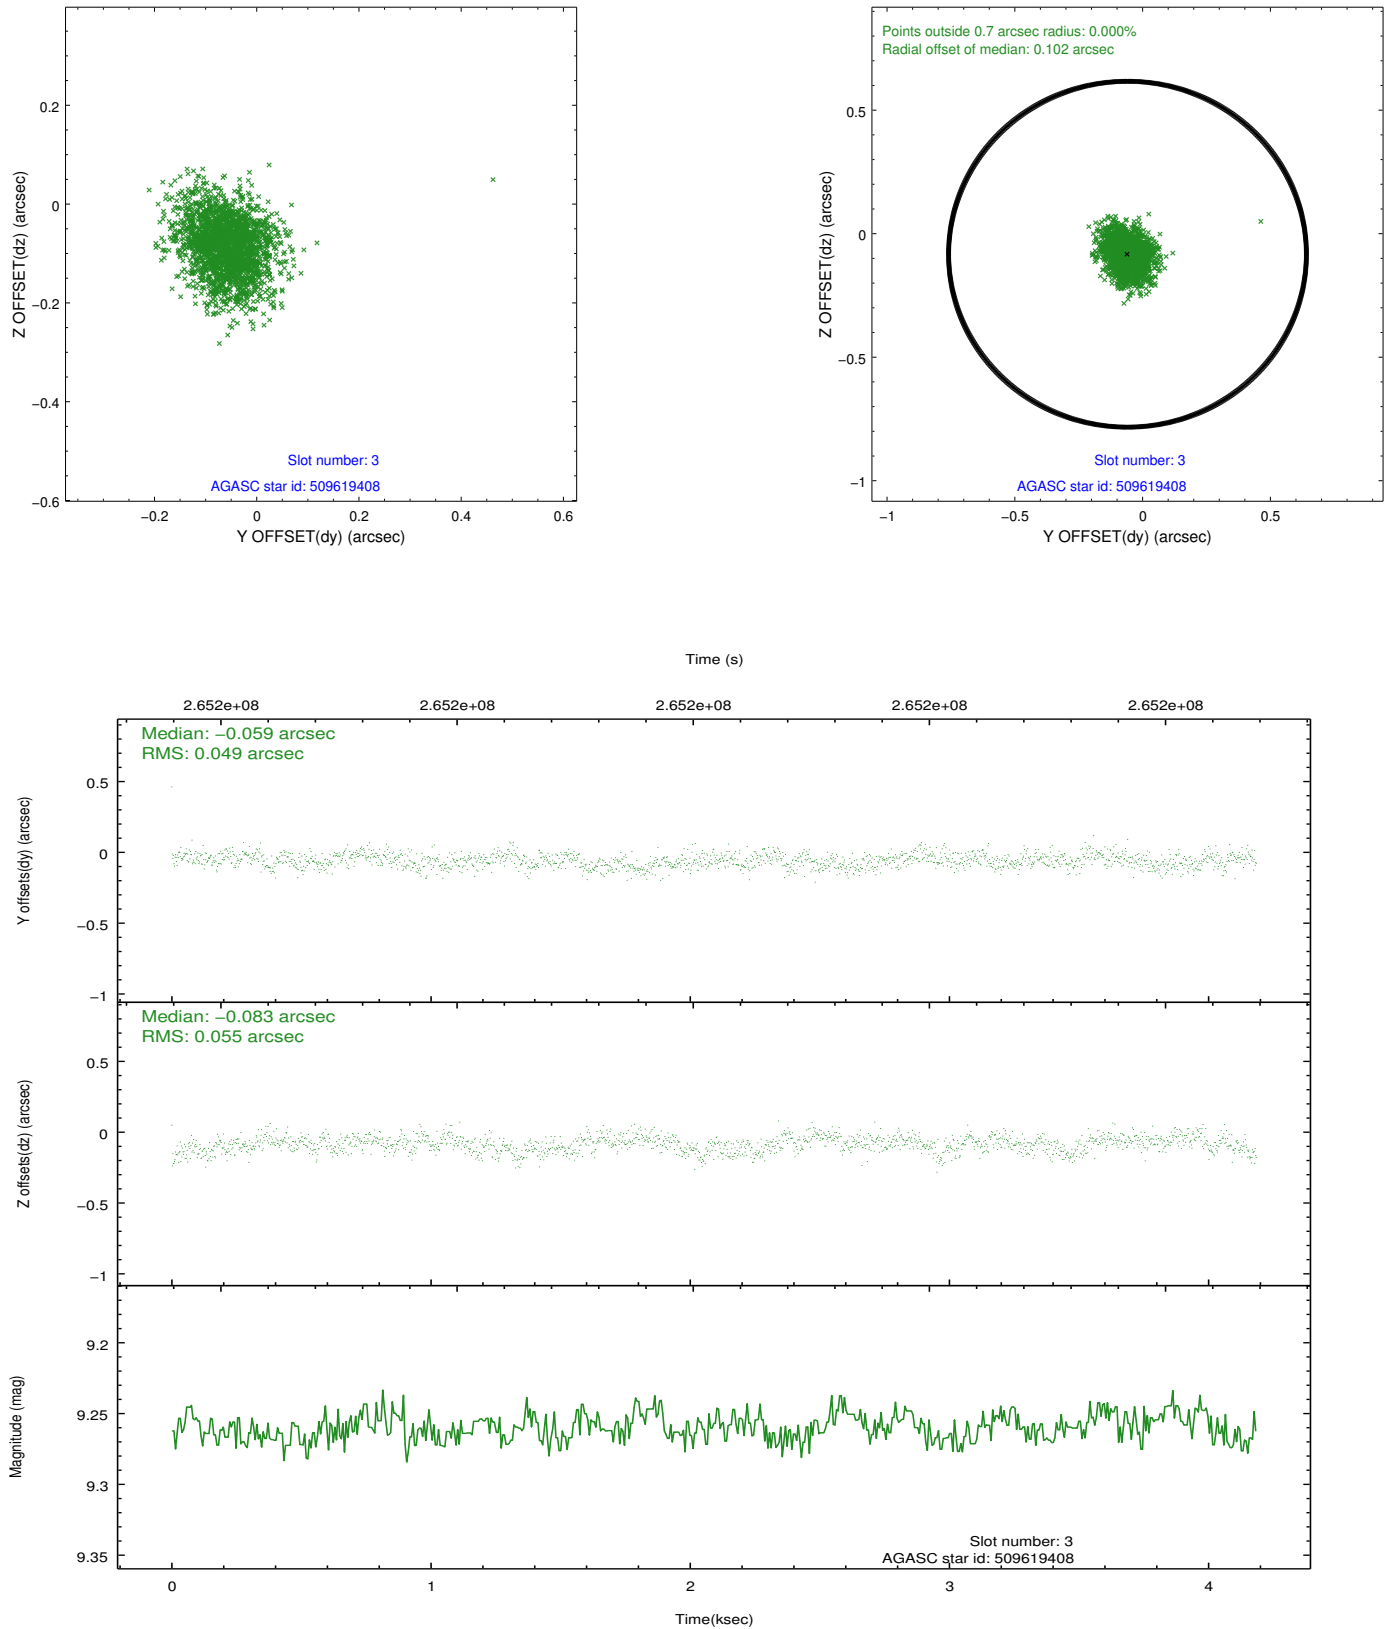 0.2
0
−0.2
−0.4
−0.6
Z OFFSET(dz) (arcsec)
Slot number: 3
AGASC star id: 509619408
−0.2
0
0.2
0.4
0.6
Y OFFSET(dy) (arcsec)
Points outside 0.7 arcsec radius: 0.000%
Radial offset of median: 0.102 arcsec
0.5
0
−0.5
−1
Z OFFSET(dz) (arcsec)
Slot number: 3
AGASC star id: 509619408
−1
−0.5
0
0.5
Y OFFSET(dy) (arcsec)
Time (s)
2.652e+08
2.652e+08
2.652e+08
2.652e+08
2.652e+08
Median: −0.059 arcsec
RMS: 0.049 arcsec
0.5
0
−0.5
−1
Y offsets(dy) (arcsec)
Median: −0.083 arcsec
RMS: 0.055 arcsec
0.5
0
−0.5
−1
Z offsets(dz) (arcsec)
9.2
9.25
9.3
9.35
Magnitude (mag)
Slot number: 3
AGASC star id: 509619408
0
1
2
3
4
Time(ksec)